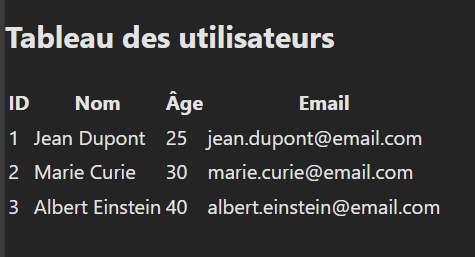 Tableau des utilisateurs
ID Nom Âge Email
1 Jean Dupont 25 jean.dupont@email.com
2 Marie Curie 30 marie.curie@email.com
3 Albert Einstein 40 albert.einstein@email.com